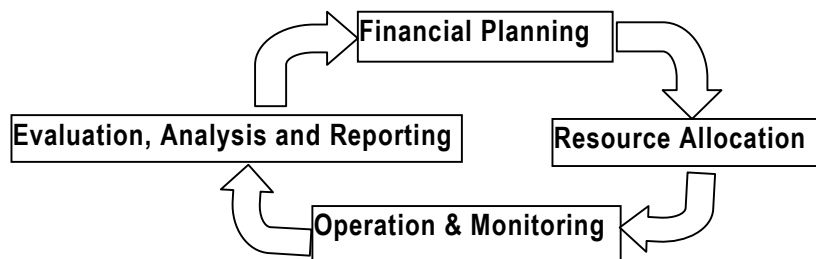 Financial Planning
Evaluation, Analysis and Reporting
Resource Allocation
Operation & Monitoring